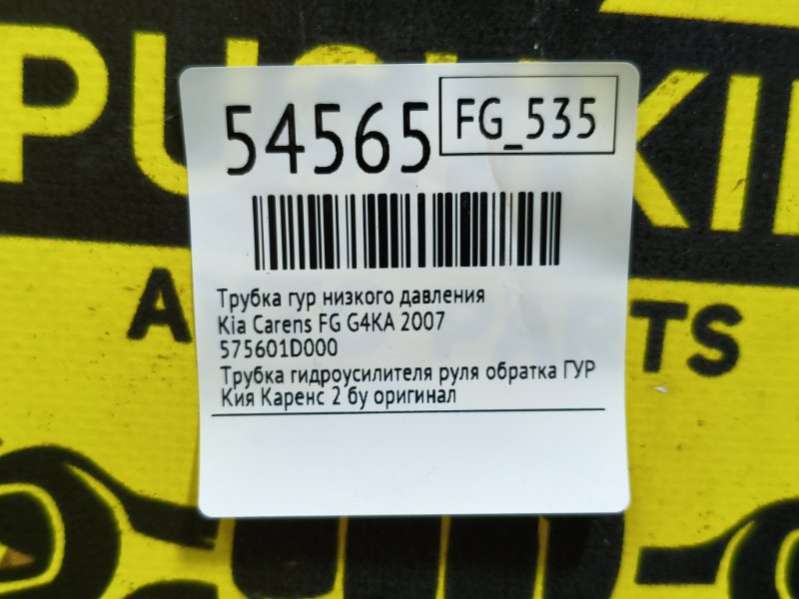 54565
FG_535
Трубка гур низкого давления
Kia Carens FG G4KA 2007
575601D000
Трубка гидроусилителя руля обратка ГУР
Кия Каренс 2 бу оригинал